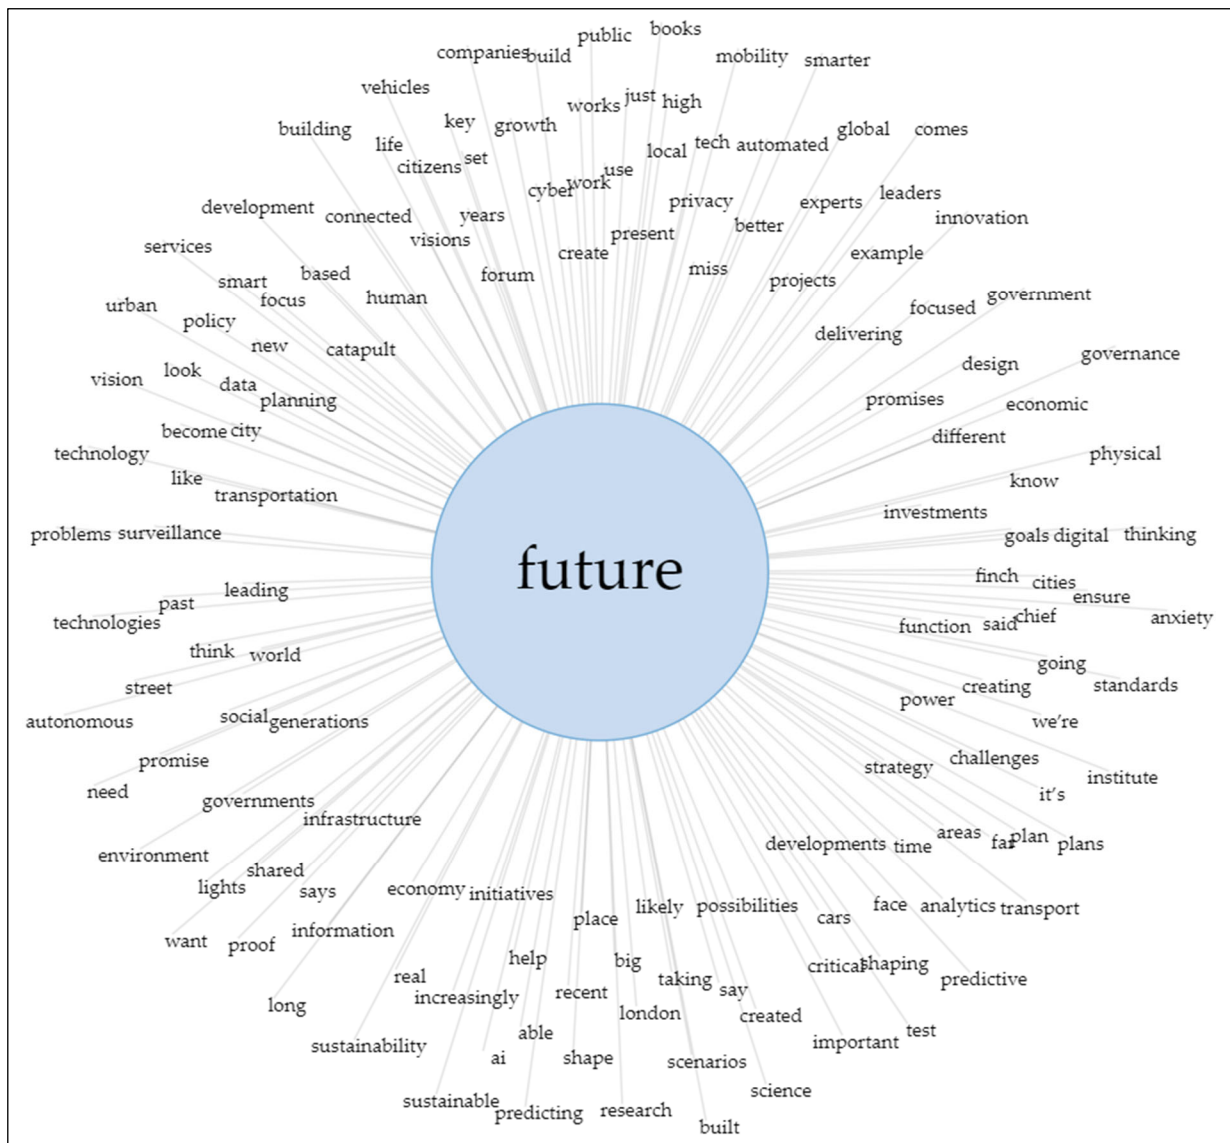 books
public
companies
build
mobility
smarter
vehicles
just
high
works
key
growth
building
global
comes
life
tech
automated
local
set
citizens
use
work
cyber
leaders
privacy
experts
development
connected
years
innovation
better
present
visions
services
create
example
miss
based
forum
smart
projects
focus
human
government
urban
focused
policy
delivering
new
catapult
governance
design
look
vision
data
planning
promises
economic
become
city
different
technology
physical
like
know
transportation
investments
problems
surveillance
goals
digital
thinking
future
finch
cities
leading
ensure
past
chief
anxiety
technologies
function
said
think
world
going
street
creating
standards
power
autonomous
social
generations
we're
challenges
promise
strategy
institute
need
it's
governments
infrastructure
areas
plan
developments
time
far
plans
environment
shared
lights
says
economy
initiatives
likely
possibilities
face
analytics
transport
place
cars
information
want
proof
help
big
critical
shaping
real
taking
predictive
say
recent
increasingly
long
london
created
able
test
important
sustainability
ai
shape
scenarios
science
sustainable
predicting
research
built